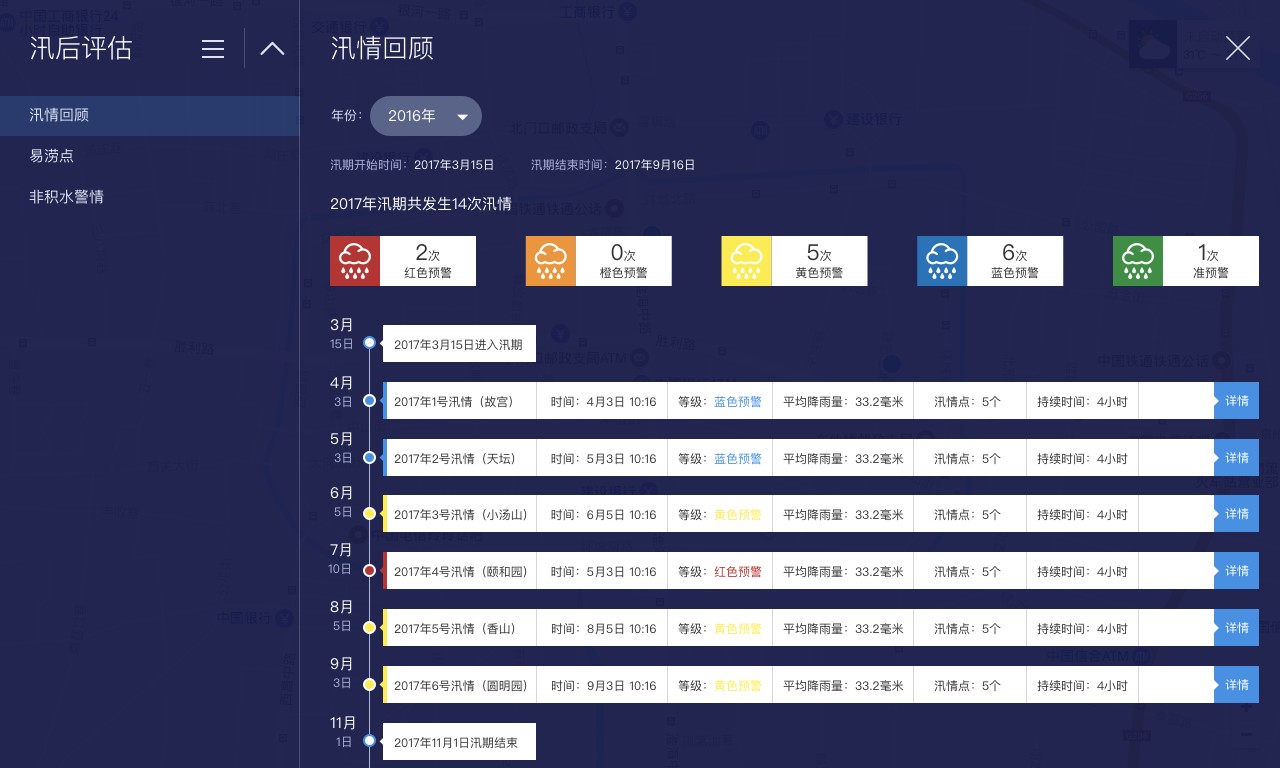 汛后评估
汛情回顾
易涝点
非积水警情
汛情回顾
年份：
2016年
汛期开始时间：2017年3月15日
汛期结束时间：2017年9月16日
2017年汛期共发生14次汛情
2次
红色预警
0次
橙色预警
5次
黄色预警
6次
蓝色预警
1次
准预警
3月
15日
2017年3月15日进入汛期
4月
3日
2017年1号汛情（故宫） 时间：4月3日 10:16 等级：蓝色预警 平均降雨量：33.2毫米 汛情点：5个 持续时间：4小时 详情
5月
3日
2017年2号汛情（天坛） 时间：5月3日 10:16 等级：蓝色预警 平均降雨量：33.2毫米 汛情点：5个 持续时间：4小时 详情
6月
5日
2017年3号汛情（小汤山） 时间：6月5日 10:16 等级：黄色预警 平均降雨量：33.2毫米 汛情点：5个 持续时间：4小时 详情
7月
10日
2017年4号汛情（颐和园） 时间：5月3日 10:16 等级：红色预警 平均降雨量：33.2毫米 汛情点：5个 持续时间：4小时 详情
8月
5日
2017年5号汛情（香山） 时间：8月5日 10:16 等级：黄色预警 平均降雨量：33.2毫米 汛情点：5个 持续时间：4小时 详情
9月
3日
2017年6号汛情（圆明园） 时间：9月3日 10:16 等级：黄色预警 平均降雨量：33.2毫米 汛情点：5个 持续时间：4小时 详情
11月
1日
2017年11月1日汛期结束